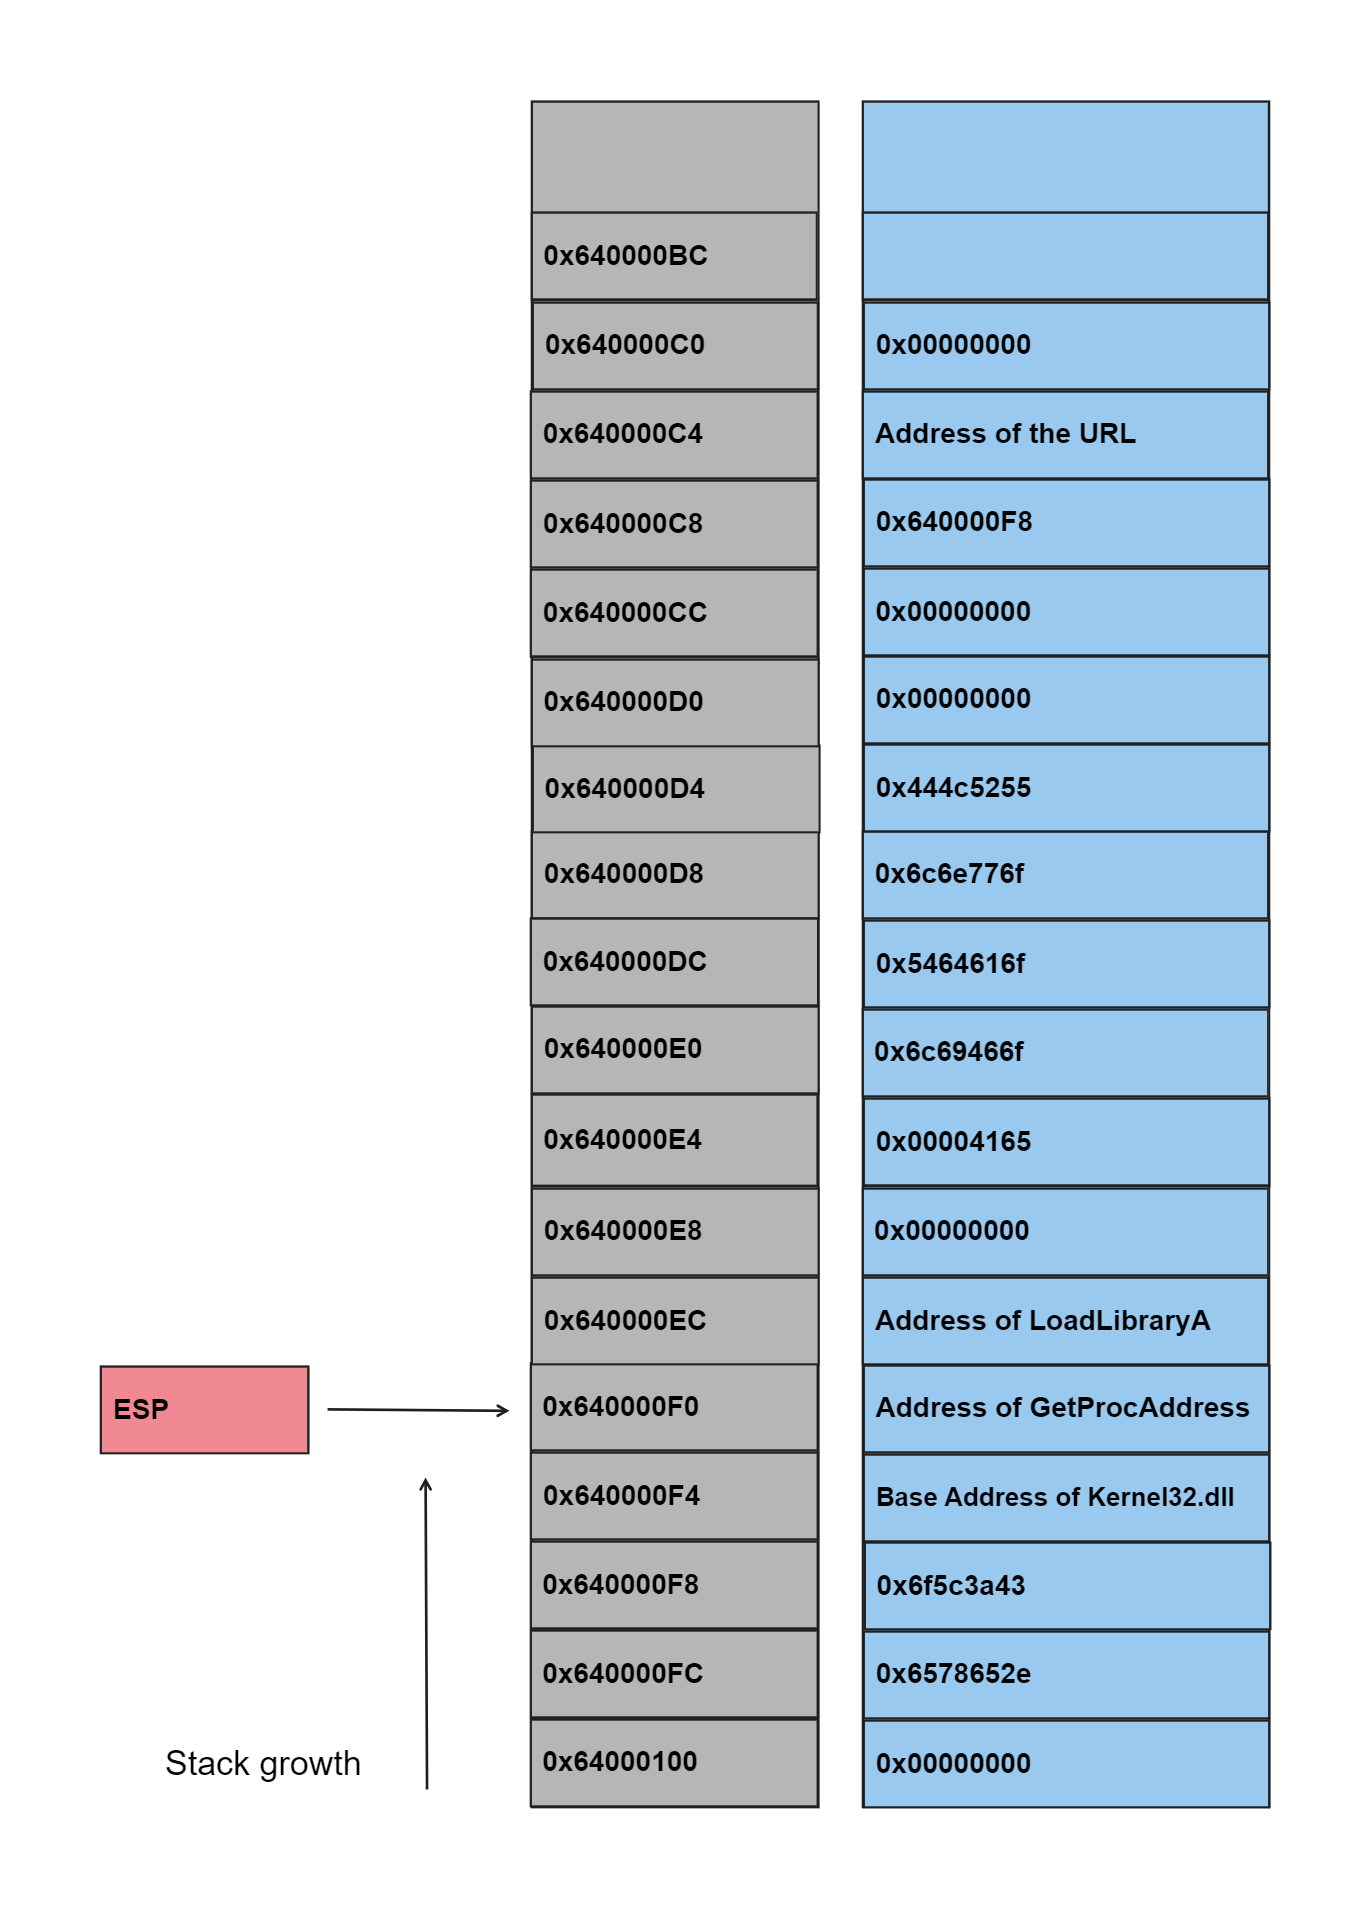 0x640000BC
0x640000C0 0x00000000
0x640000C4 Address of the URL
0x640000C8 0x640000F8
0x640000CC 0x00000000
0x640000D0 0x00000000
0x640000D4 0x444c5255
0x640000D8 0x6c6e776f
0x640000DC 0x5464616f
0x640000E0 0x6c69466f
0x640000E4 0x00004165
0x640000E8 0x00000000
0x640000EC Address of LoadLibraryA
ESP 0x640000F0 Address of GetProcAddress
0x640000F4 Base Address of Kernel32.dll
0x640000F8 0x6f5c3a43
0x640000FC 0x6578652e
Stack growth 0x64000100 0x00000000